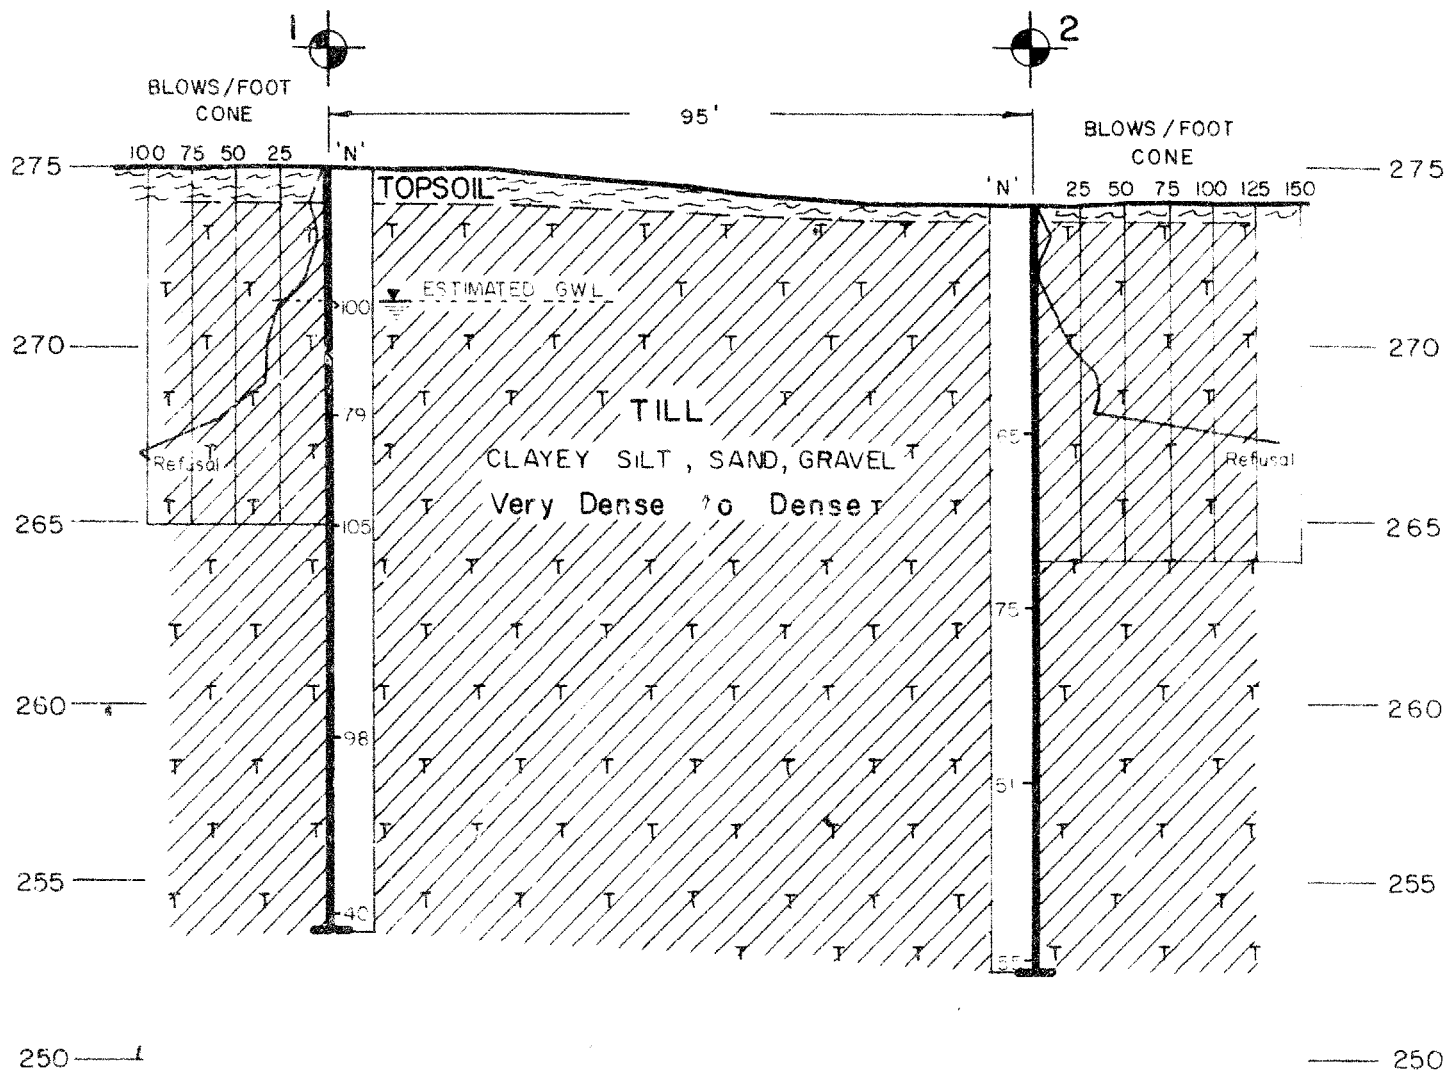 1
2
BLOWS/FOOT
CONE
95'
BLOWS / FOOT
CONE
100 75 50 25 'N'
'N' 25 50 75 100 125 150
275
275
TOPSOIL
T
ESTIMATED GWL
100
270
270
79
TILL
65
Refusal
CLAYEY SILT, SAND, GRAVEL
Refusal
Very Dense to Dense
265
105
265
75
260
260
98
51
255
255
40
250
250